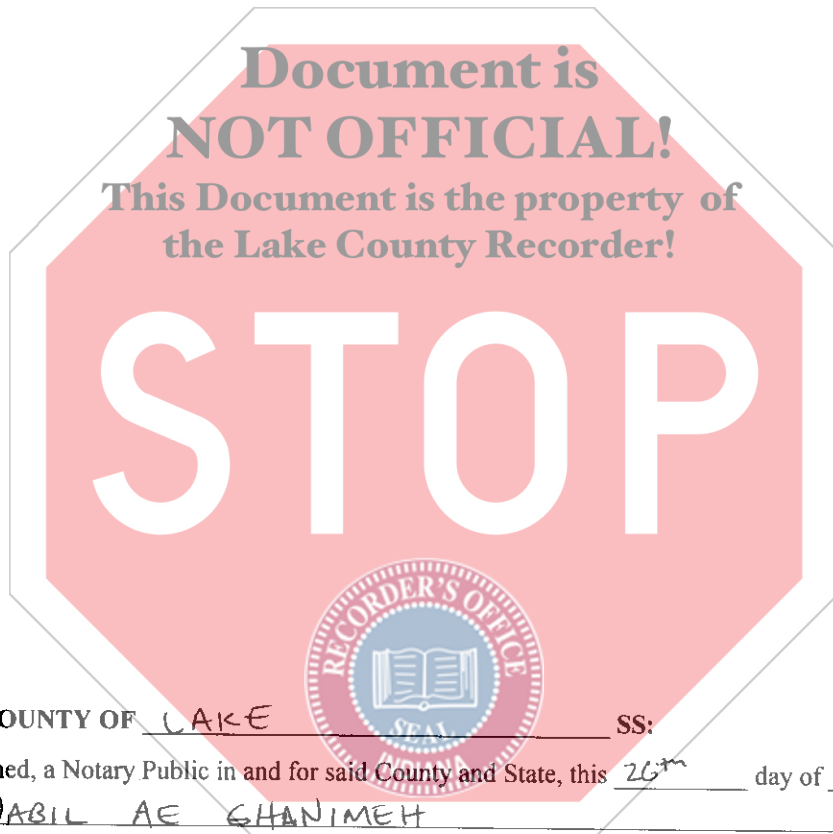 Document is
NOT OFFICIAL!
This Document is the property of
the Lake County Recorder!
STOP
RECORDER'S OFFICE
SEAL
INDIANA
OUNTY OF LAKE SS:
ned, a Notary Public in and for said County and State, this 26th day of
ABIL AE GHANIMEH